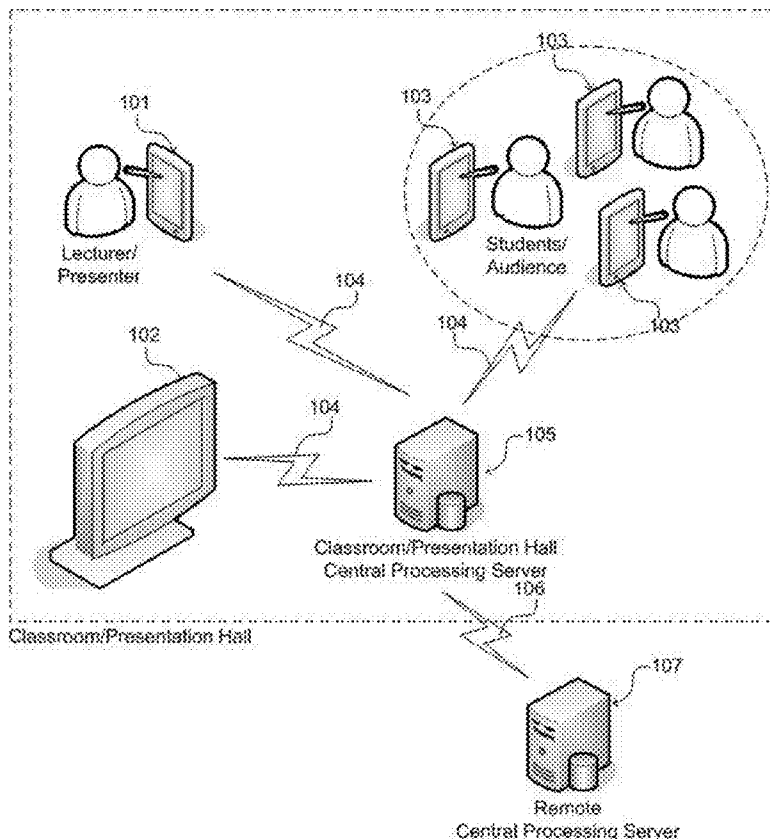 103
101
103
Lecturer/
Presenter
Students/
Audience
104
103
104
102
104
105
Classroom/Presentation Hall
Central Processing Server
106
Classroom/Presentation Hall
107
Remote
Central Processing Server